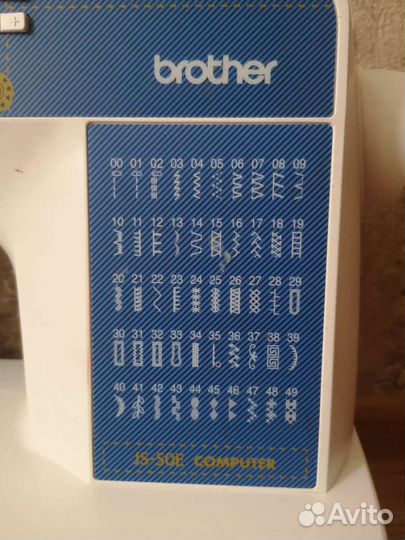 +
brother
00 01 02 03 04 05 06 07 08 09
10 11 12 13 14 15 16 17 18 19
20 21 22 23 24 25 26 27 28 29
30 31 32 33 34 35 36 37 38 39
40 41 42 43 44 45 46 47 48 49
JS-50E COMPUTER
Avito